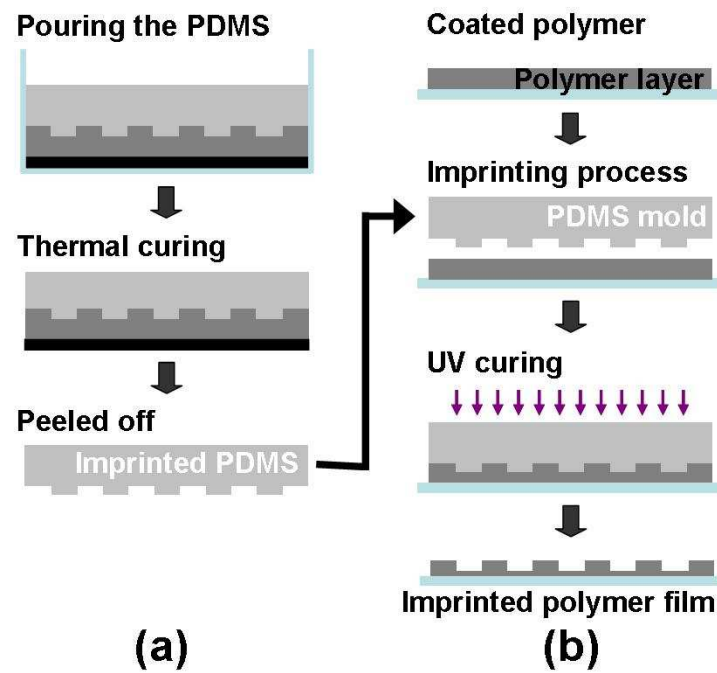 Pouring the PDMS
Thermal curing
Peeled off
Imprinted PDMS
(a)
Coated polymer
Polymer layer
Imprinting process
PDMS mold
UV curing
Imprinted polymer film
(b)